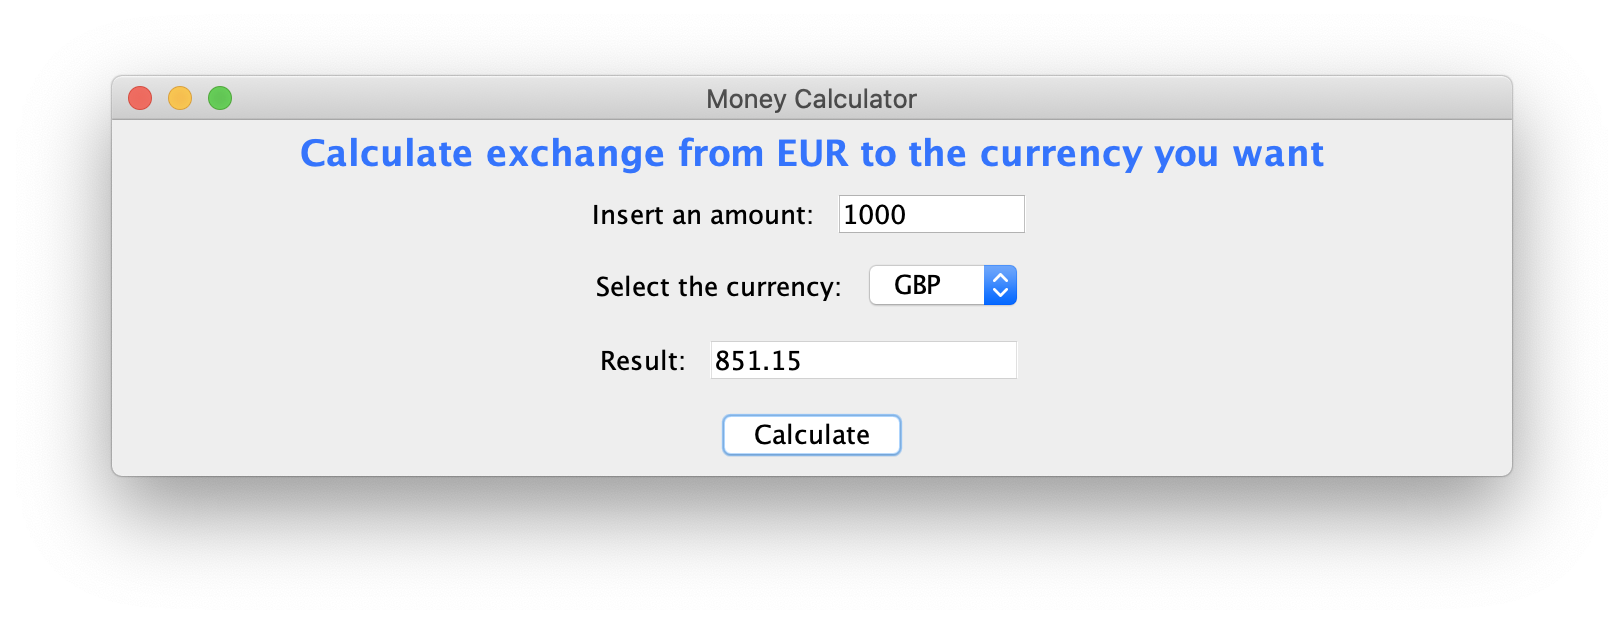 Money Calculator
Calculate exchange from EUR to the currency you want
Insert an amount: 1000
Select the currency: GBP
Result: 851.15
Calculate